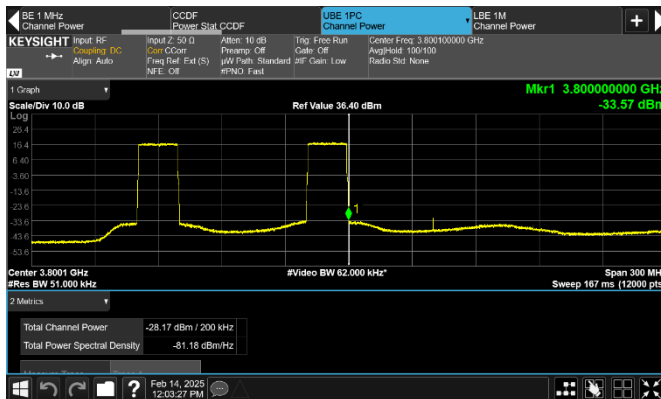 BE 1 MHz
Channel Power
CCDF
Power Stat CCDF
UBE 1PC
Channel Power
LBE 1M
Channel Power
KEYSIGHT
Input: RF
Coupling: DC
Align: Auto
Input Z: 50 Ω
Corr CCorr
Freq Ref: Ext (S)
NFE: Off
Atten: 10 dB
Preamp: Off
µW Path: Standard
#PNO: Fast
Trig: Free Run
Gate: Off
#IF Gain: Low
Center Freq: 3.800100000 GHz
Avg|Hold: 100/100
Radio Std: None
LXI
1 Graph
Mkr1 3.800000000 GHz
Scale/Div 10.0 dB
Ref Value 36.40 dBm
-33.57 dBm
Log
26.4
16.4
6.40
-3.60
-13.6
-23.6
-33.6
-43.6
-53.6
1
Center 3.8001 GHz
#Video BW 62.000 kHz*
Span 300 MH
#Res BW 51.000 kHz
Sweep 167 ms (12000 pts
2 Metrics
Total Channel Power -28.17 dBm / 200 kHz
Total Power Spectral Density -81.18 dBm/Hz
?
Feb 14, 2025
12:03:27 PM